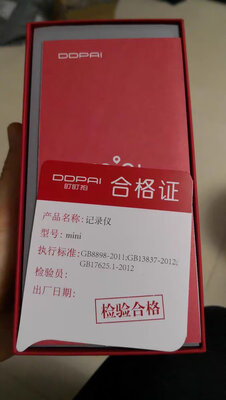 DDPAI
DDPAI
盯盯拍
合格证
产品名称:记录仪
型号: mini
执行标准:GB8898-2011;GB13837-2012;
GB17625.1-2012
检验员:
出厂日期:
检验合格